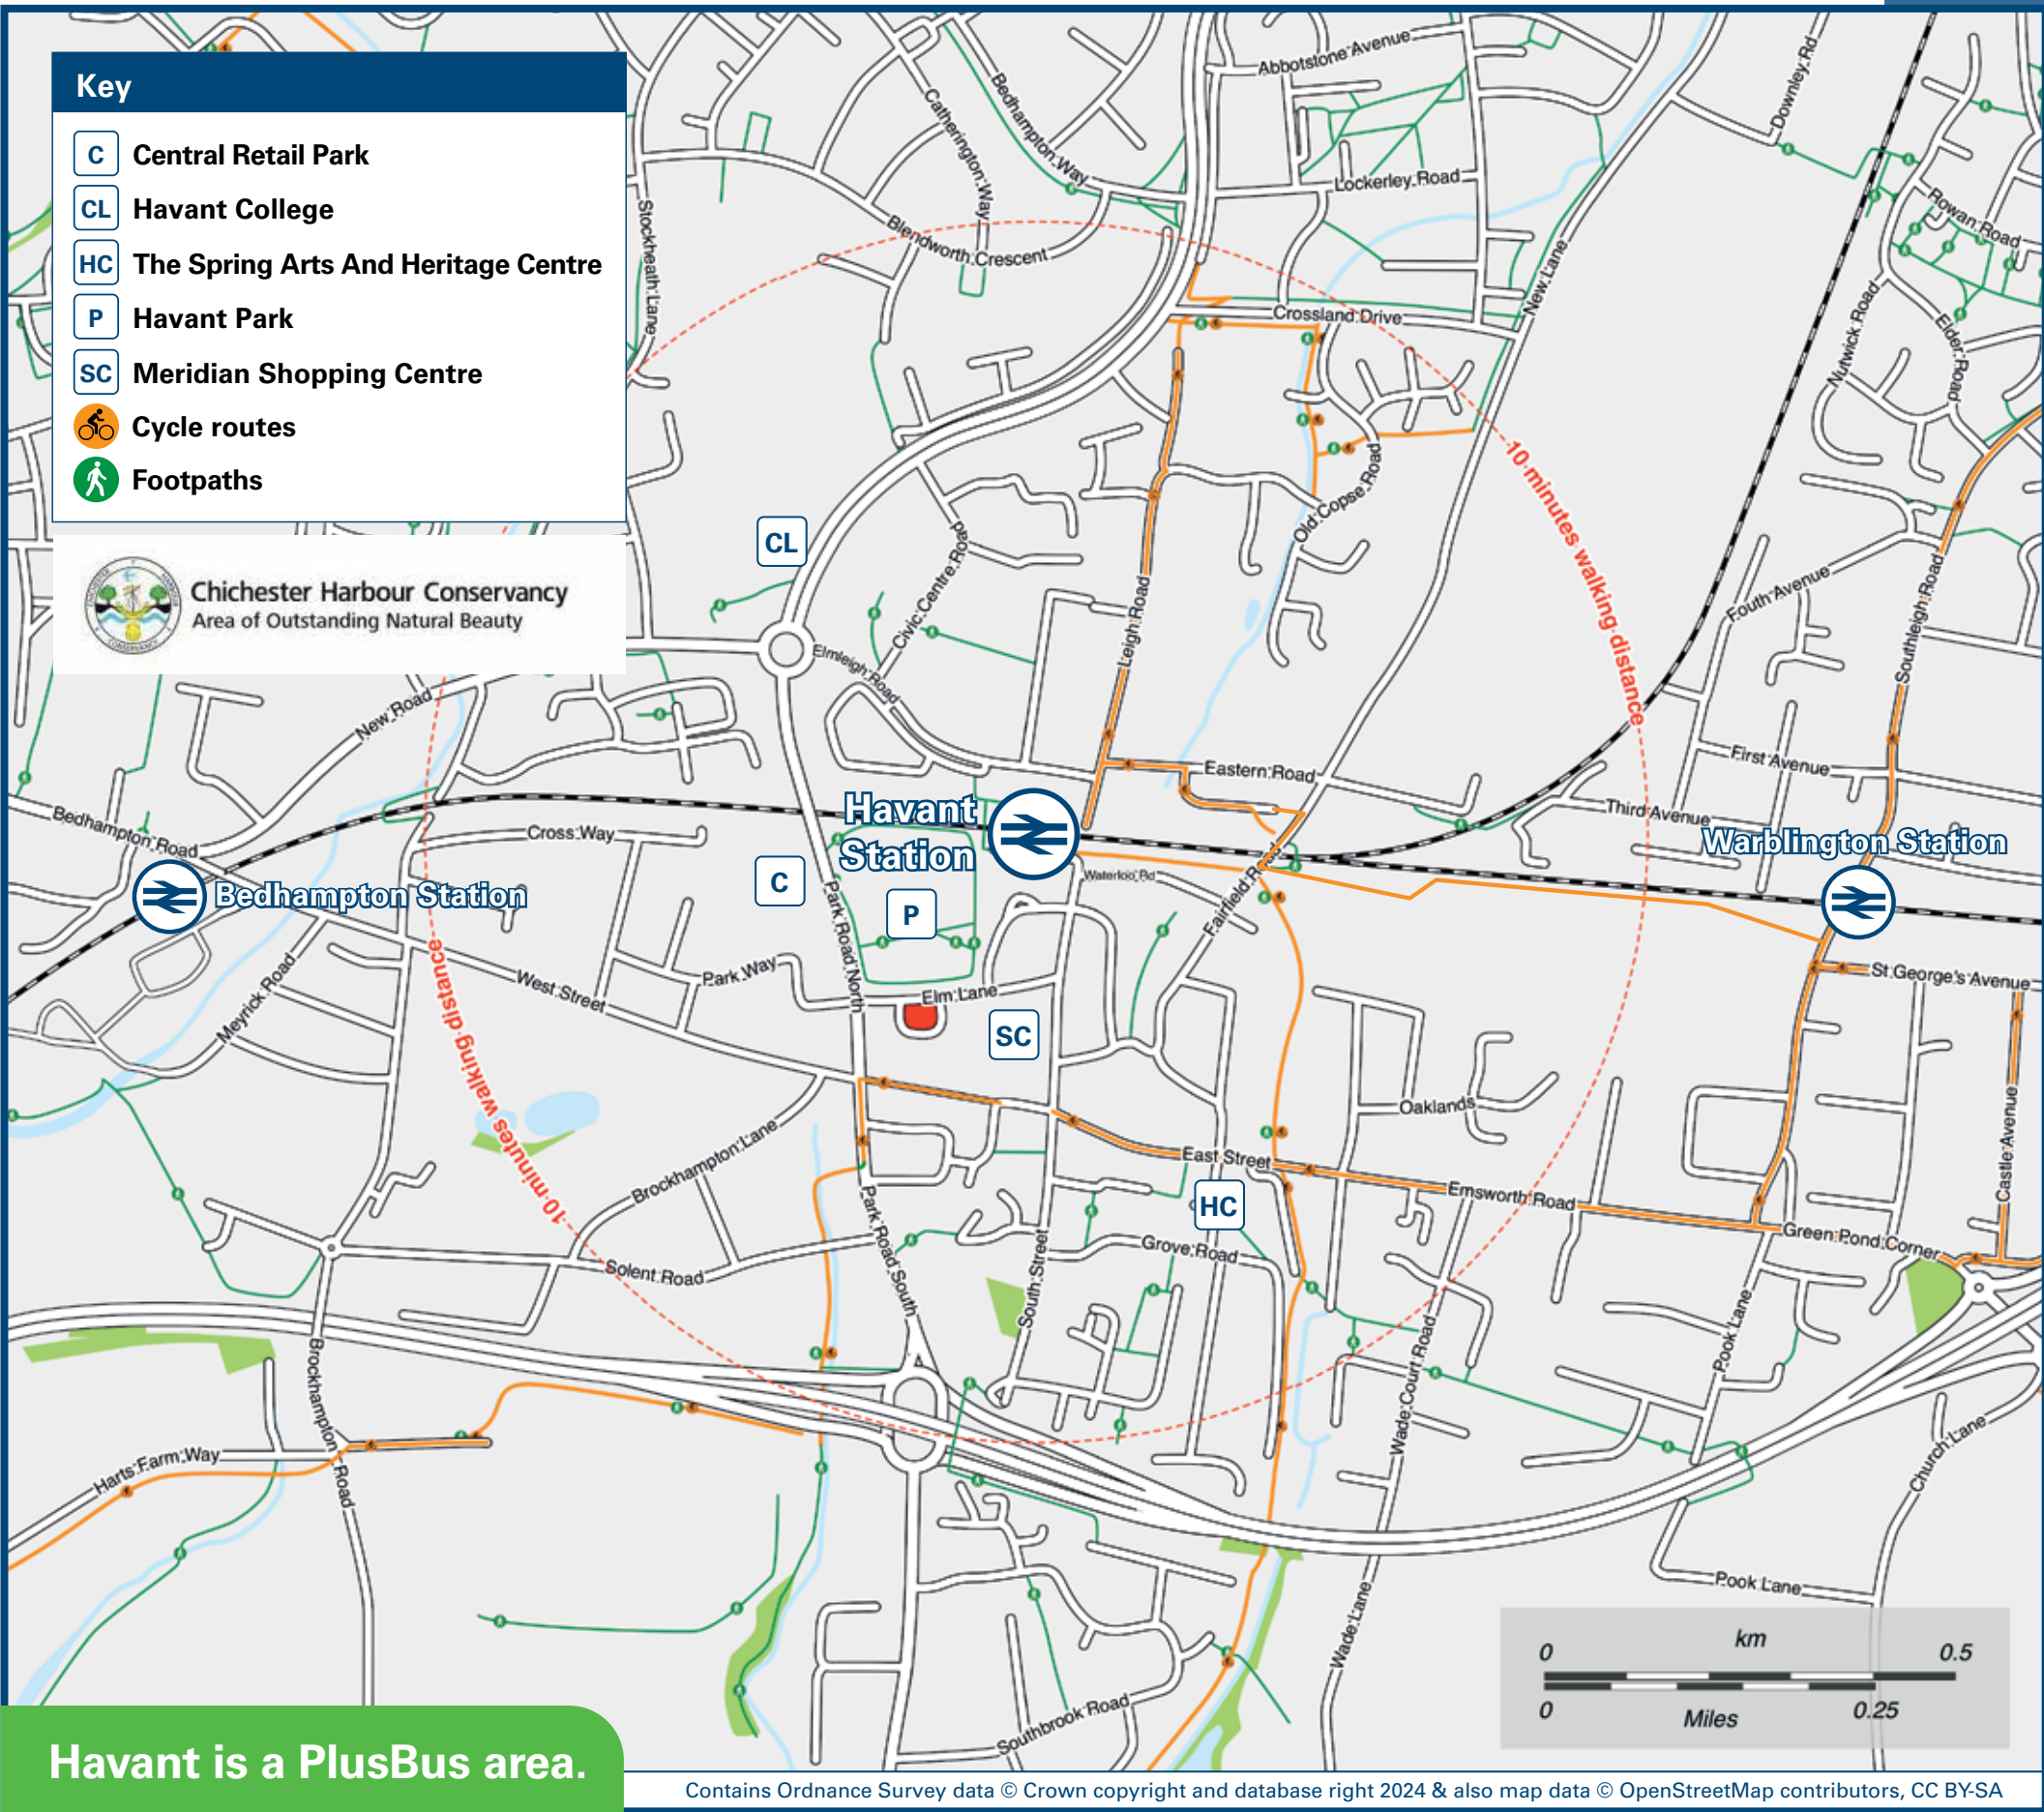 Key
C Central Retail Park
CL Havant College
HC The Spring Arts And Heritage Centre
P Havant Park
SC Meridian Shopping Centre
Cycle routes
Footpaths
Chichester Harbour Conservancy
Area of Outstanding Natural Beauty
Abbotstone Avenue
Downley Rd
Bedhampton Way
Catherington Way
Lockerley Road
Rowan Road
Stockheath Lane
Blendworth Crescent
New Lane
Crossland Drive
Nutwick Road
Elder Road
10 minutes walking distance
Old Copse Road
CL
Civic Centre Road
Leigh Road
Fouth Avenue
Southleigh Road
Elmleigh Road
New Road
First Avenue
Eastern Road
Third Avenue
Bedhampton Road
Cross Way
Havant
Station
Warblington Station
Bedhampton Station
C
P
Waterloo Rd
Fairfield Road
Park Road North
Meyrick Road
West Street
Park Way
Elm Lane
St George's Avenue
SC
10 minutes walking distance
Oaklands
Castle Avenue
Brockhampton Lane
East Street
HC
Emsworth Road
Green Pond Corner
Solent Road
Park Road South
South Street
Grove Road
Pook Lane
Wade Court Road
Brockhampton Road
Harts Farm Way
Church Lane
Pook Lane
Wade Lane
Southbrook Road
km
0 0.5
0 0.25
Miles
Havant is a PlusBus area.
Contains Ordnance Survey data © Crown copyright and database right 2024 & also map data © OpenStreetMap contributors, CC BY-SA